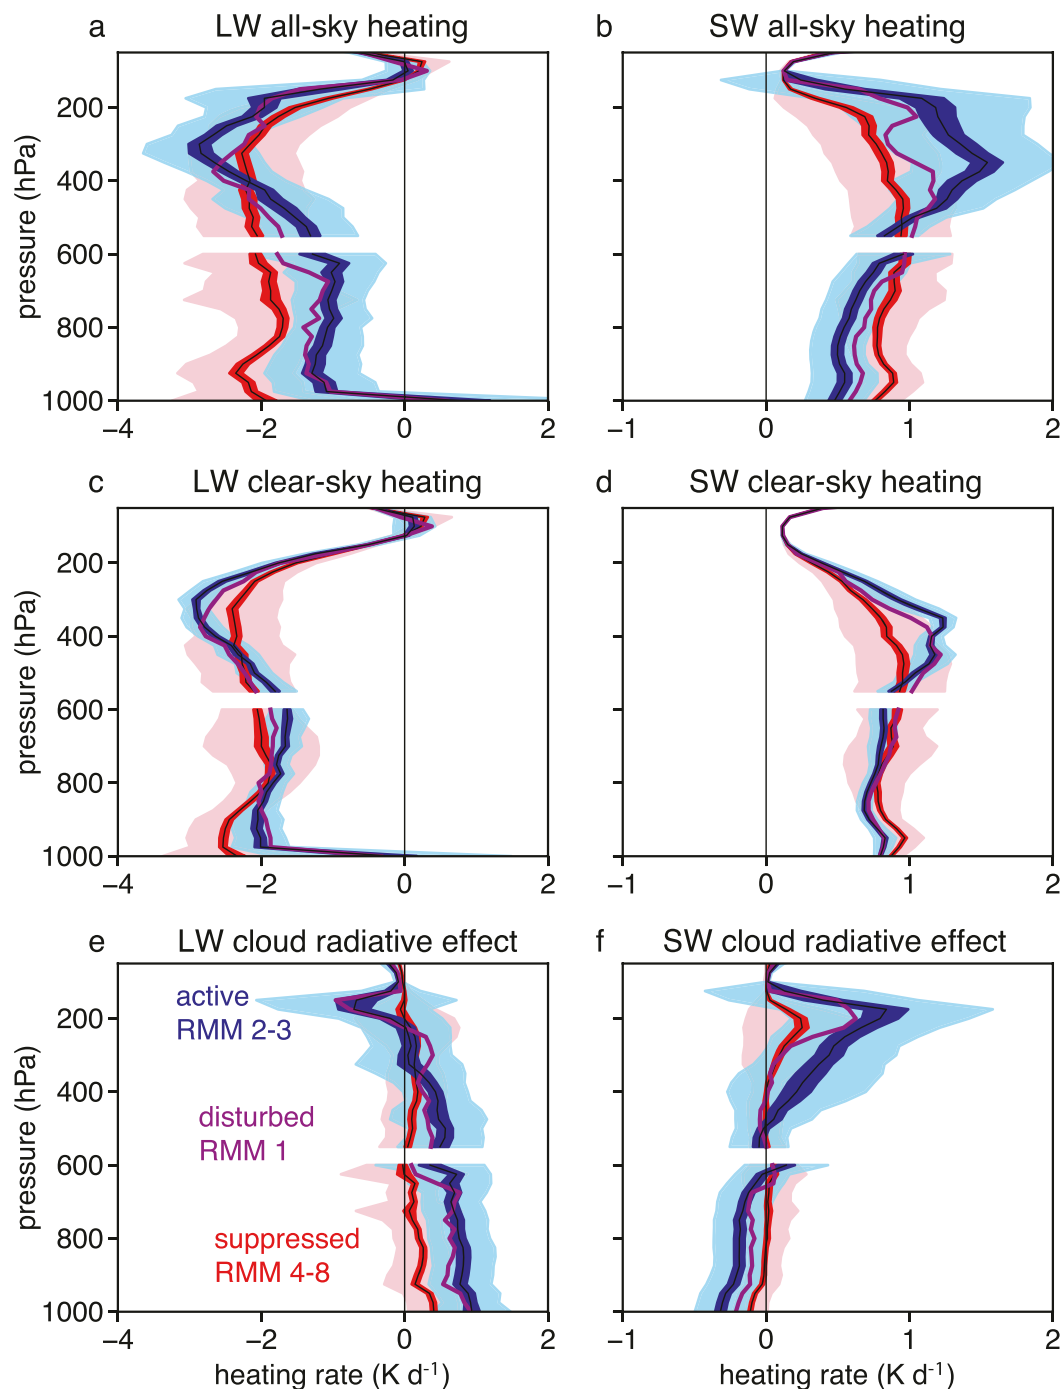 a LW all-sky heating
b SW all-sky heating
pressure (hPa)
200
400
600
800
1000
−4 −2 0 2
−1 0 1 2
c LW clear-sky heating
d SW clear-sky heating
pressure (hPa)
200
400
600
800
1000
−4 −2 0 2
−1 0 1 2
e LW cloud radiative effect
f SW cloud radiative effect
pressure (hPa)
200
400
600
800
1000
active
RMM 2-3
disturbed
RMM 1
suppressed
RMM 4-8
−4 −2 0 2
−1 0 1 2
heating rate (K d⁻¹)
heating rate (K d⁻¹)